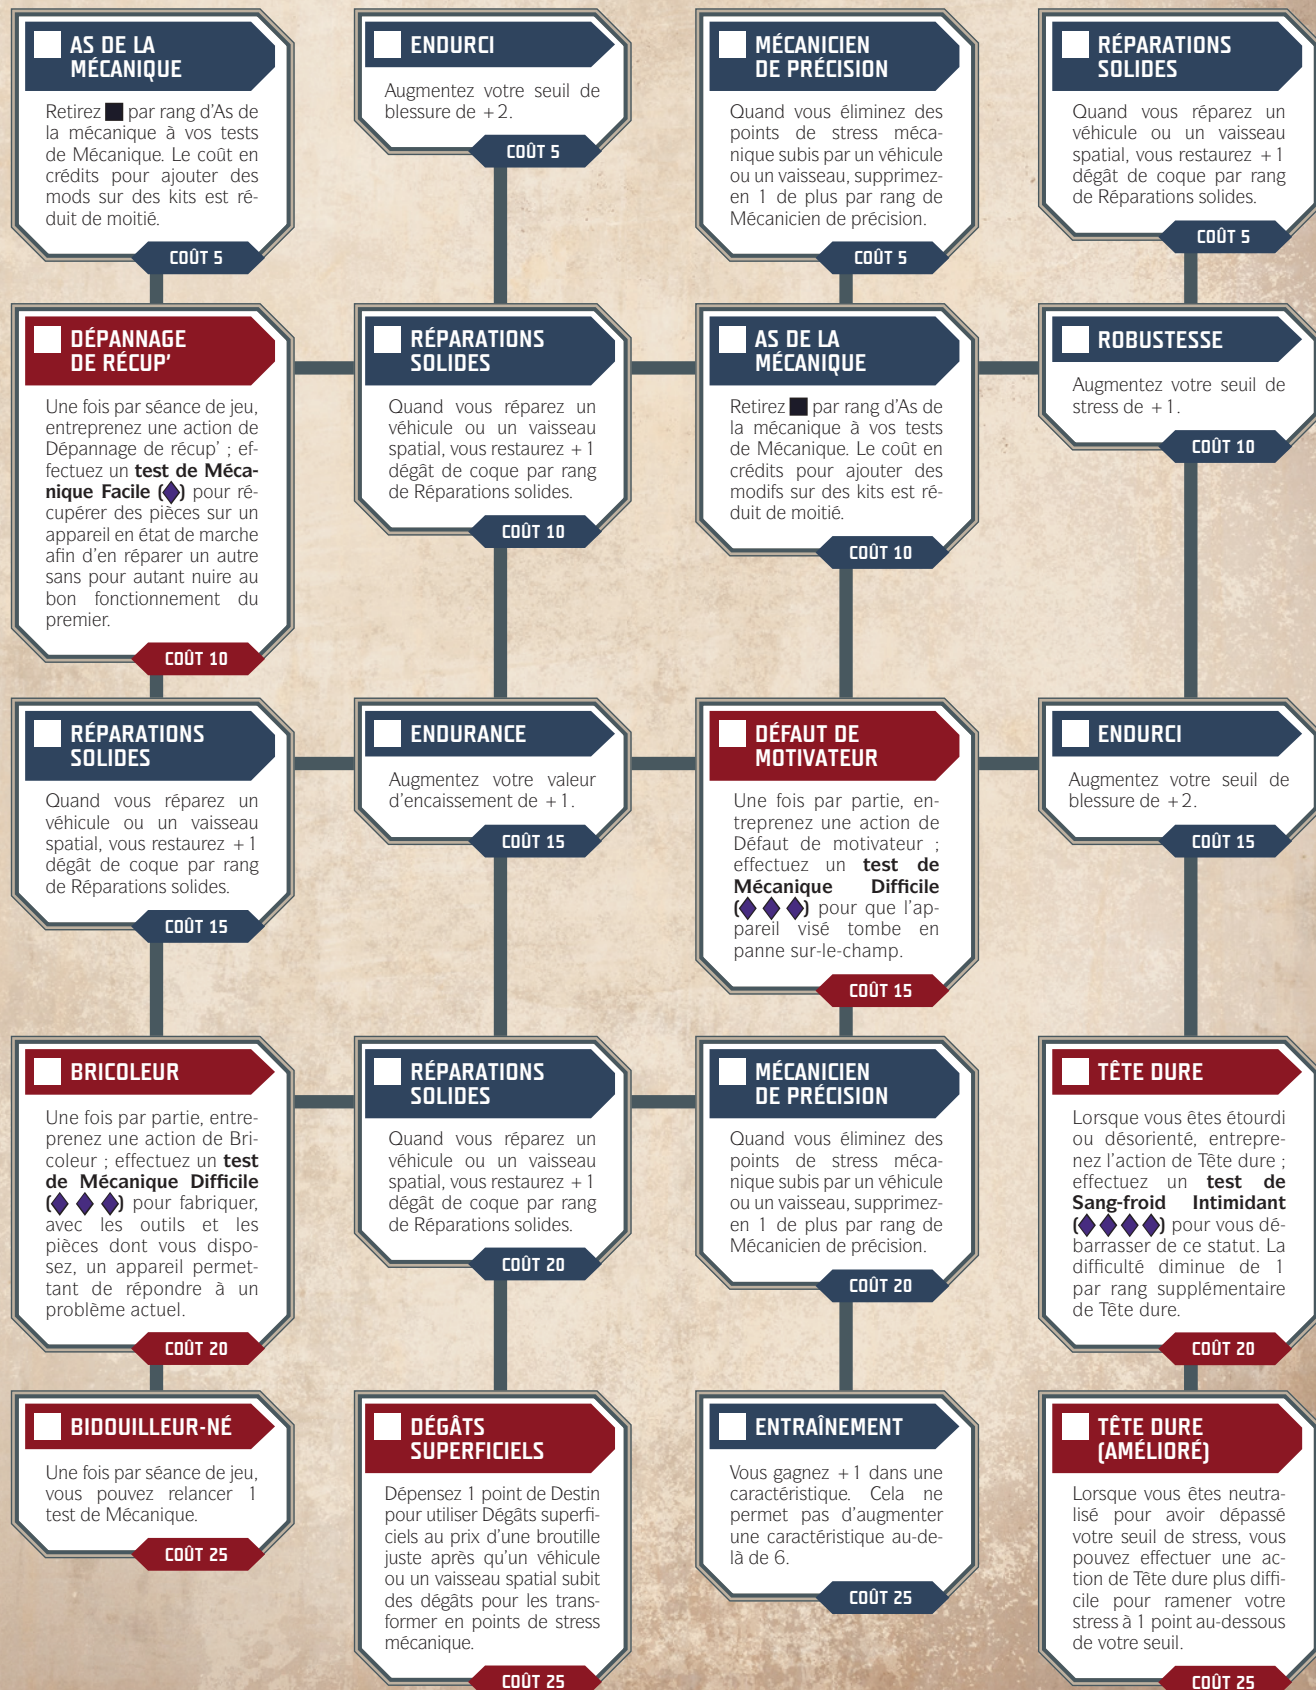 AS DE LA
MÉCANIQUE
Retirez ■ par rang d'As de
la mécanique à vos tests
de Mécanique. Le coût en
crédits pour ajouter des
mods sur des kits est ré-
duit de moitié.
COÛT 5
ENDURCI
Augmentez votre seuil de
blessure de +2.
COÛT 5
MÉCANICIEN
DE PRÉCISION
Quand vous éliminez des
points de stress méca-
nique subis par un véhicule
ou un vaisseau, supprimez-
en 1 de plus par rang de
Mécanicien de précision.
COÛT 5
RÉPARATIONS
SOLIDES
Quand vous réparez un
véhicule ou un vaisseau
spatial, vous restaurez +1
dégât de coque par rang
de Réparations solides.
COÛT 5
DÉPANNAGE
DE RÉCUP'
Une fois par séance de jeu,
entreprenez une action de
Dépannage de récup' ; ef-
fectuez un test de Méca-
nique Facile (♦) pour ré-
cupérer des pièces sur un
appareil en état de marche
afin d'en réparer un autre
sans pour autant nuire au
bon fonctionnement du
premier.
COÛT 10
RÉPARATIONS
SOLIDES
Quand vous réparez un
véhicule ou un vaisseau
spatial, vous restaurez +1
dégât de coque par rang
de Réparations solides.
COÛT 10
AS DE LA
MÉCANIQUE
Retirez ■ par rang d'As de
la mécanique à vos tests
de Mécanique. Le coût en
crédits pour ajouter des
modifs sur des kits est ré-
duit de moitié.
COÛT 10
ROBUSTESSE
Augmentez votre seuil de
stress de +1.
COÛT 10
RÉPARATIONS
SOLIDES
Quand vous réparez un
véhicule ou un vaisseau
spatial, vous restaurez +1
dégât de coque par rang
de Réparations solides.
COÛT 15
ENDURANCE
Augmentez votre valeur
d'encaissement de +1.
COÛT 15
DÉFAUT DE
MOTIVATEUR
Une fois par partie, en-
treprenez une action de
Défaut de motivateur ;
effectuez un test de
Mécanique Difficile
(♦ ♦ ♦) pour que l'ap-
pareil visé tombe en
panne sur-le-champ.
COÛT 15
ENDURCI
Augmentez votre seuil de
blessure de +2.
COÛT 15
BRICOLEUR
Une fois par partie, entre-
prenez une action de Bri-
coleur ; effectuez un test
de Mécanique Difficile
(♦ ♦ ♦) pour fabriquer,
avec les outils et les
pièces dont vous dispo-
sez, un appareil permet-
tant de répondre à un
problème actuel.
COÛT 20
RÉPARATIONS
SOLIDES
Quand vous réparez un
véhicule ou un vaisseau
spatial, vous restaurez +1
dégât de coque par rang
de Réparations solides.
COÛT 20
MÉCANICIEN
DE PRÉCISION
Quand vous éliminez des
points de stress méca-
nique subis par un véhicule
ou un vaisseau, supprimez-
en 1 de plus par rang de
Mécanicien de précision.
COÛT 20
TÊTE DURE
Lorsque vous êtes étourdi
ou désorienté, entrepre-
nez l'action de Tête dure ;
effectuez un test de
Sang-froid Intimidant
(♦ ♦ ♦ ♦) pour vous dé-
barrasser de ce statut. La
difficulté diminue de 1
par rang supplémentaire
de Tête dure.
COÛT 20
BIDOUILLEUR-NÉ
Une fois par séance de jeu,
vous pouvez relancer 1
test de Mécanique.
COÛT 25
DÉGÂTS
SUPERFICIELS
Dépensez 1 point de Destin
pour utiliser Dégâts superfi-
ciels au prix d'une broutille
juste après qu'un véhicule
ou un vaisseau spatial subit
des dégâts pour les trans-
former en points de stress
mécanique.
COÛT 25
ENTRAÎNEMENT
Vous gagnez +1 dans une
caractéristique. Cela ne
permet pas d'augmenter
une caractéristique au-de-
là de 6.
COÛT 25
TÊTE DURE
(AMÉLIORÉ)
Lorsque vous êtes neutra-
lisé pour avoir dépassé
votre seuil de stress, vous
pouvez effectuer une ac-
tion de Tête dure plus diffi-
cile pour ramener votre
stress à 1 point au-dessous
de votre seuil.
COÛT 25